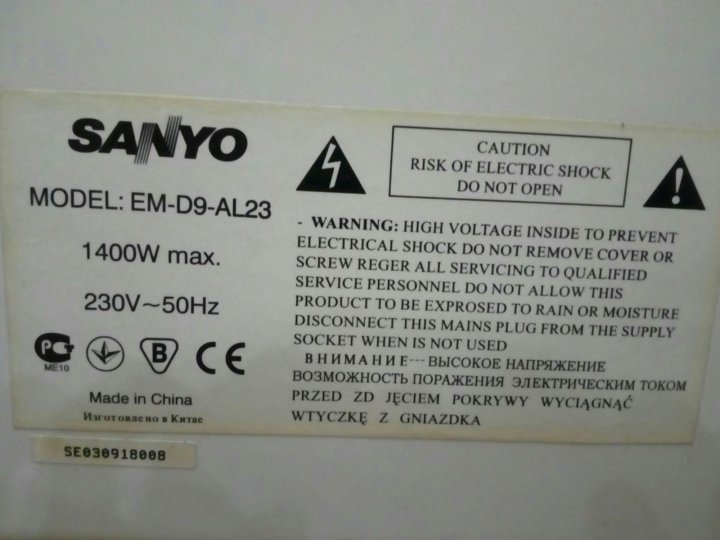 SANYO
MODEL: EM-D9-AL23
1400W max.
230V~50Hz
РС
ME10
B
CE
Made in China
Изготовлено в Китае
SE030918008
CAUTION
RISK OF ELECTRIC SHOCK
DO NOT OPEN
- WARNING: HIGH VOLTAGE INSIDE TO PREVENT
ELECTRICAL SHOCK DO NOT REMOVE COVER OR
SCREW REGER ALL SERVICING TO QUALIFIED
SERVICE PERSONNEL DO NOT ALLOW THIS
PRODUCT TO BE EXPROSED TO RAIN OR MOISTURE
DISCONNECT THIS MAINS PLUG FROM THE SUPPLY
SOCKET WHEN IS NOT USED
ВНИМАНИЕ---ВЫСОКОЕ НАПРЯЖЕНИЕ
ВОЗМОЖНОСТЬ ПОРАЖЕНИЯ ЭЛЕКТРИЧЕСКИМ ТОКОМ
PRZED ZD JĘCIEM POKRYWY WYCIĄGNĄĆ
WTYCZKĘ Z GNIAZDKA